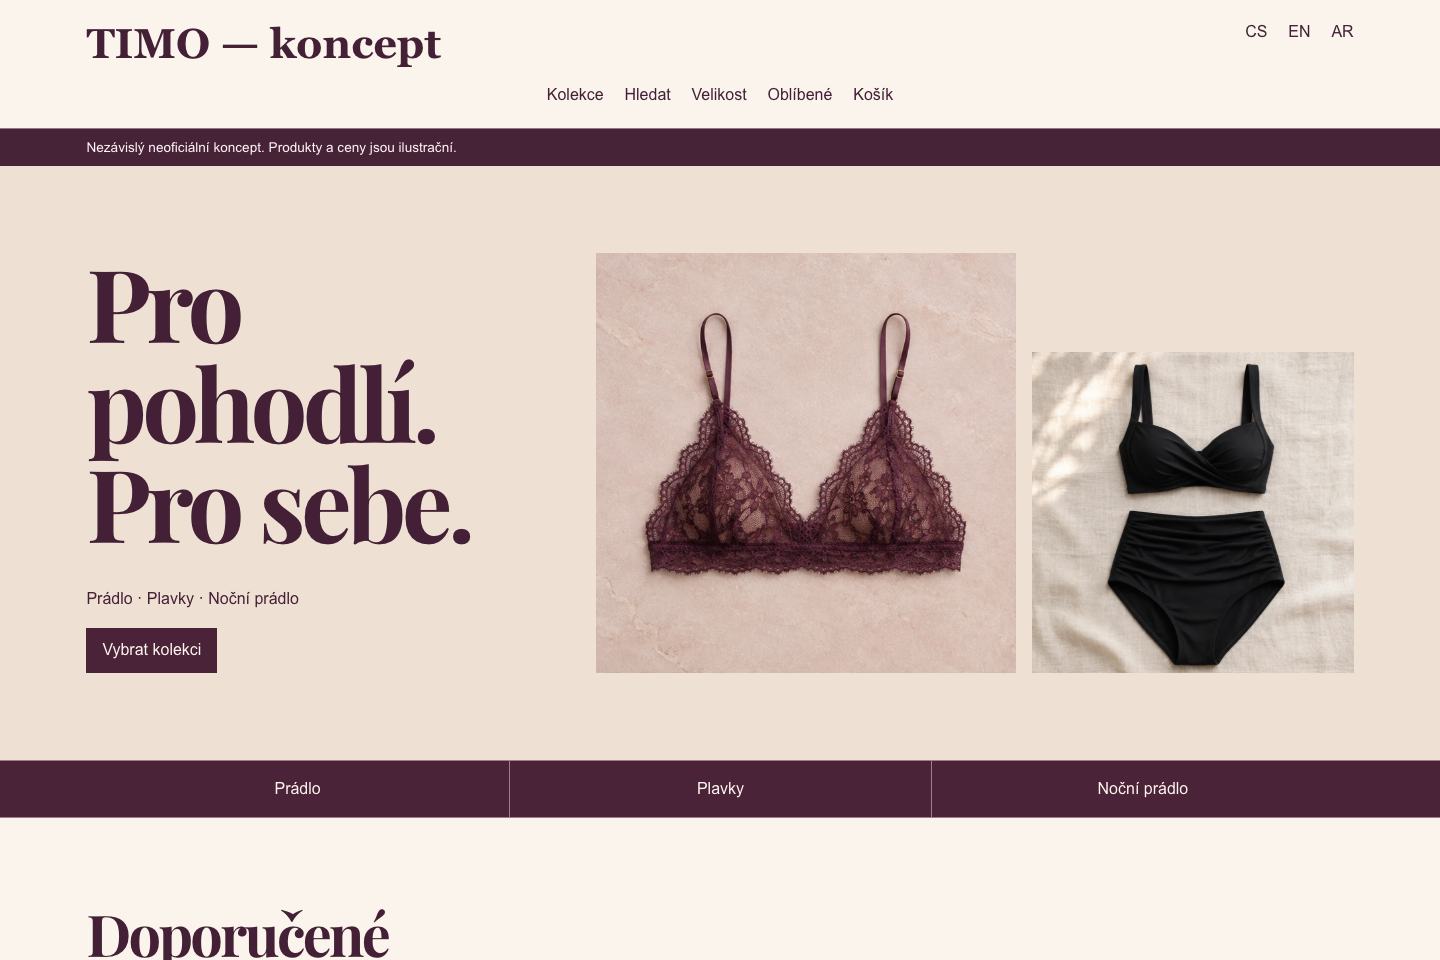 TIMO — koncept
CS EN AR
Kolekce Hledat Velikost Oblíbené Košík
Nezávislý neoficiální koncept. Produkty a ceny jsou ilustrační.
Pro
pohodlí.
Pro sebe.
Prádlo · Plavky · Noční prádlo
Vybrat kolekci
Prádlo Plavky Noční prádlo
Doporučené